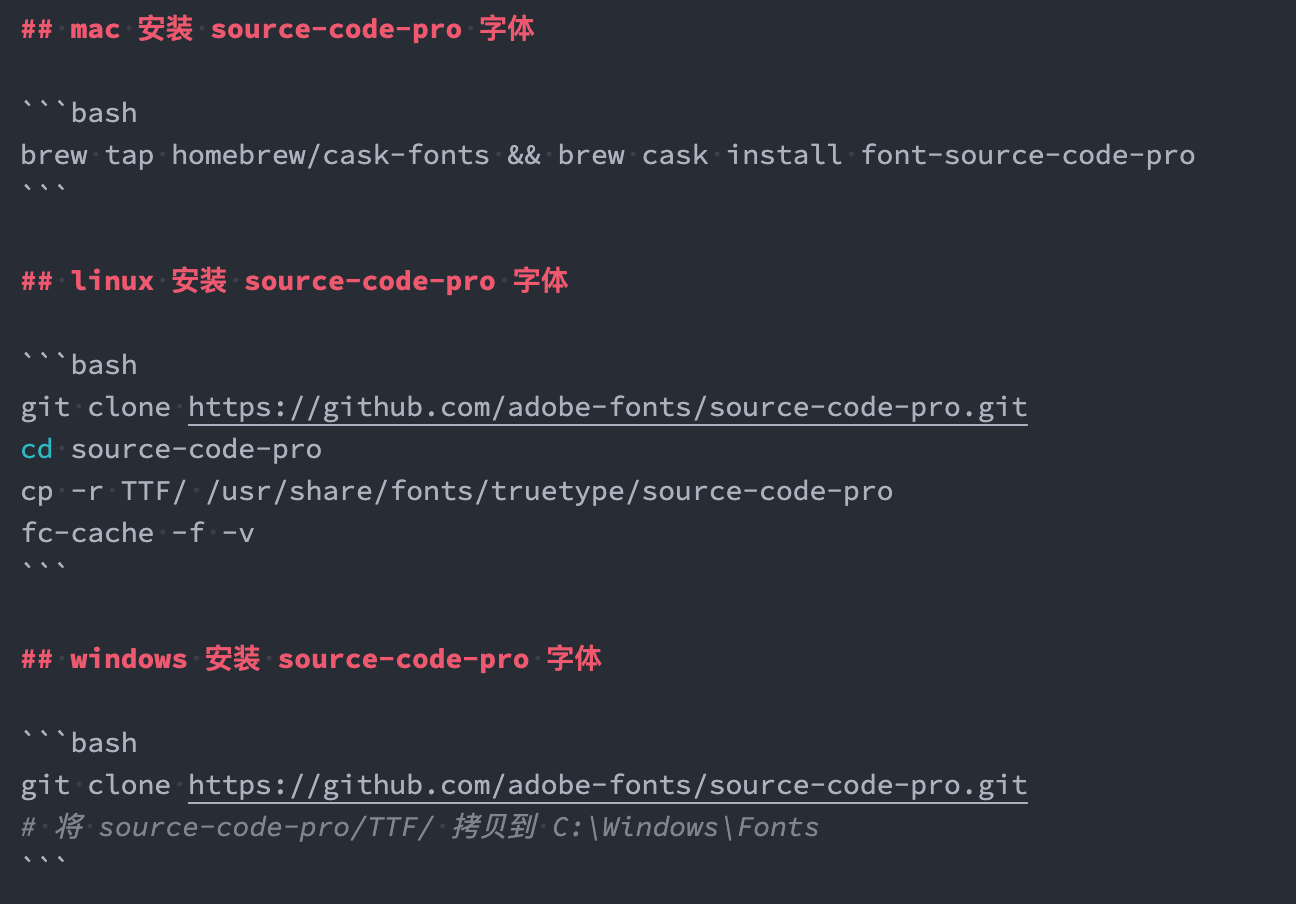 ## mac 安装 source-code-pro 字体
```bash
brew tap homebrew/cask-fonts && brew cask install font-source-code-pro
```
## linux 安装 source-code-pro 字体
```bash
git clone https://github.com/adobe-fonts/source-code-pro.git
cd source-code-pro
cp -r TTF/ /usr/share/fonts/truetype/source-code-pro
fc-cache -f -v
```
## windows 安装 source-code-pro 字体
```bash
git clone https://github.com/adobe-fonts/source-code-pro.git
# 将 source-code-pro/TTF/ 拷贝到 C:\Windows\Fonts
```